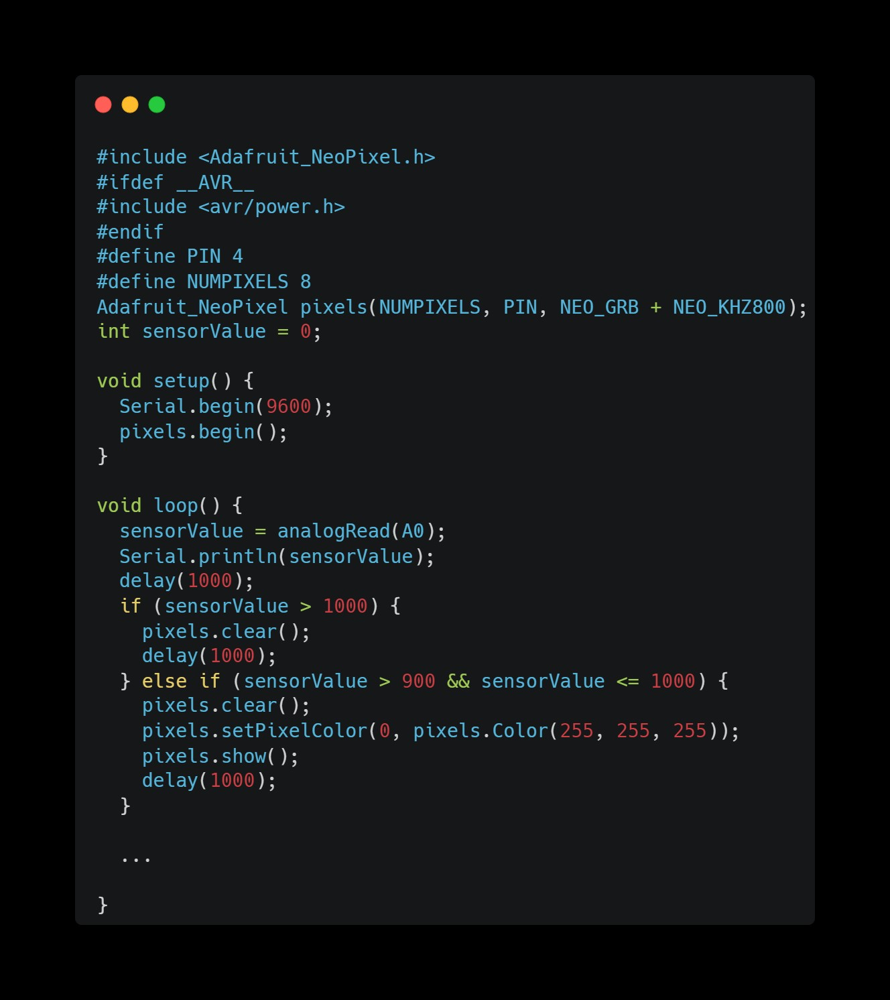 #include <Adafruit_NeoPixel.h>
#ifdef __AVR__
#include <avr/power.h>
#endif
#define PIN 4
#define NUMPIXELS 8
Adafruit_NeoPixel pixels(NUMPIXELS, PIN, NEO_GRB + NEO_KHZ800);
int sensorValue = 0;

void setup() {
  Serial.begin(9600);
  pixels.begin();
}

void loop() {
  sensorValue = analogRead(A0);
  Serial.println(sensorValue);
  delay(1000);
  if (sensorValue > 1000) {
    pixels.clear();
    delay(1000);
  } else if (sensorValue > 900 && sensorValue <= 1000) {
    pixels.clear();
    pixels.setPixelColor(0, pixels.Color(255, 255, 255));
    pixels.show();
    delay(1000);
  }

  ...

}